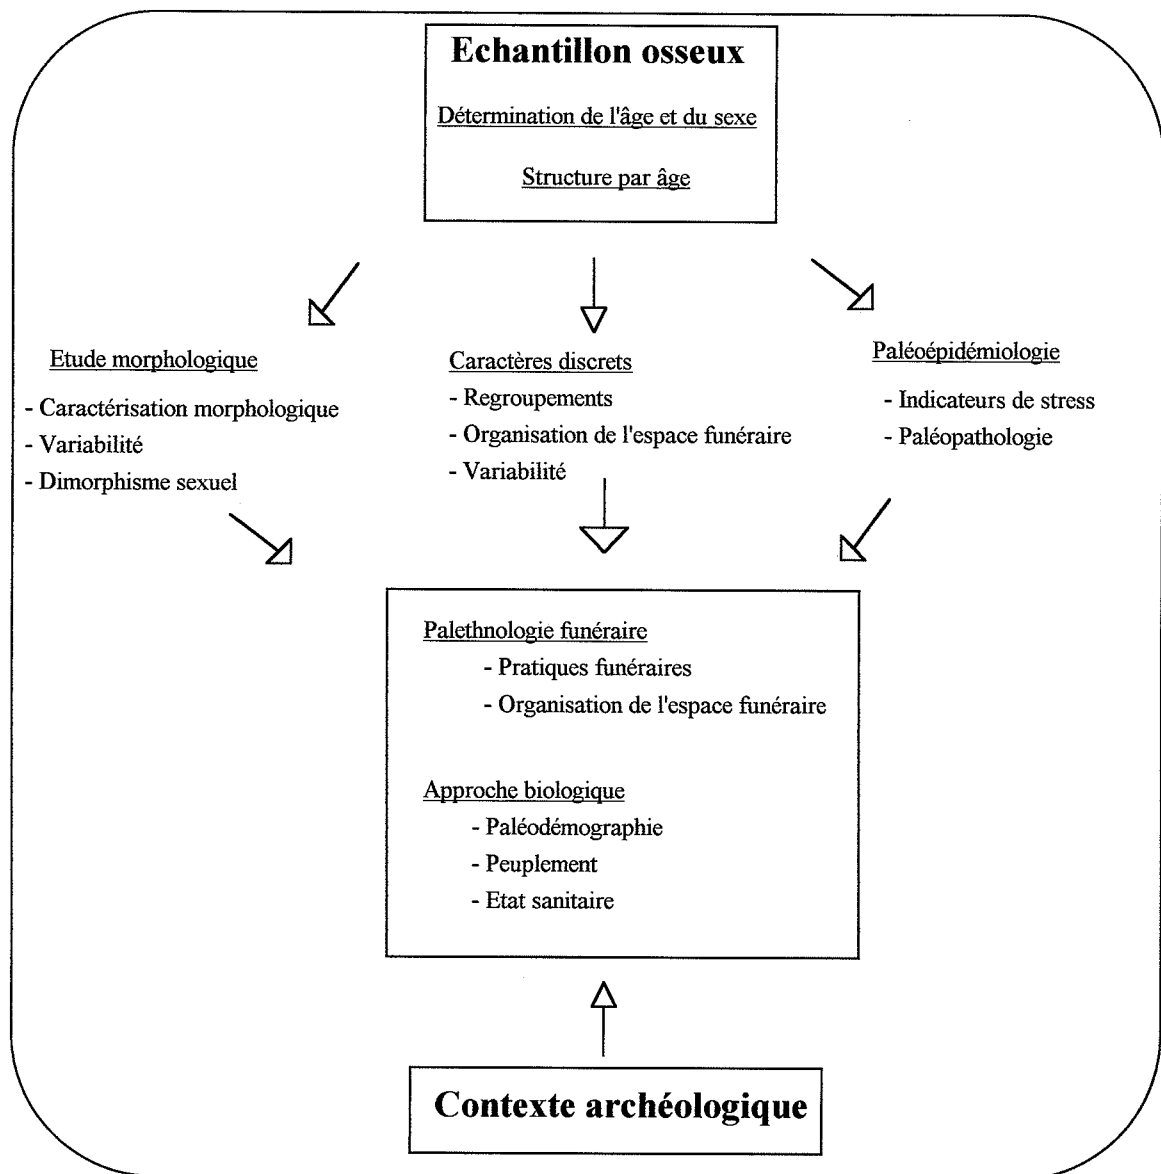 Echantillon osseux
Détermination de l'âge et du sexe
Structure par âge
Etude morphologique
- Caractérisation morphologique
- Variabilité
- Dimorphisme sexuel
Caractères discrets
- Regroupements
- Organisation de l'espace funéraire
- Variabilité
Paléoépidémiologie
- Indicateurs de stress
- Paléopathologie
Palethnologie funéraire
- Pratiques funéraires
- Organisation de l'espace funéraire
Approche biologique
- Paléodémographie
- Peuplement
- Etat sanitaire
Contexte archéologique